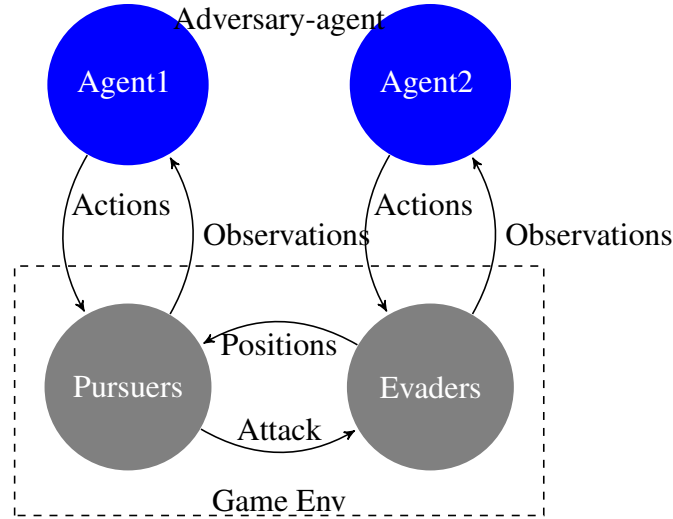 Adversary-agent
Agent1
Agent2
Actions
Actions
Observations
Observations
Positions
Pursuers
Evaders
Attack
Game Env